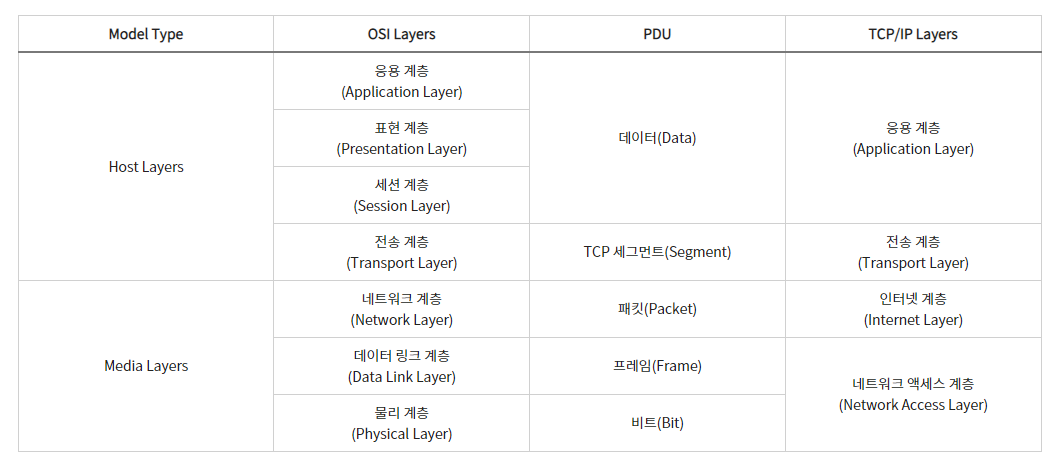 Model Type OSI Layers PDU TCP/IP Layers
Host Layers
응용 계층
(Application Layer)
표현 계층
(Presentation Layer)
세션 계층
(Session Layer)
데이터(Data)
응용 계층
(Application Layer)
전송 계층
(Transport Layer)
TCP 세그먼트(Segment)
전송 계층
(Transport Layer)
Media Layers
네트워크 계층
(Network Layer)
패킷(Packet)
인터넷 계층
(Internet Layer)
데이터 링크 계층
(Data Link Layer)
프레임(Frame)
네트워크 액세스 계층
(Network Access Layer)
물리 계층
(Physical Layer)
비트(Bit)